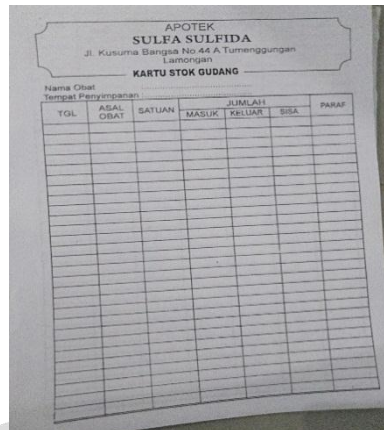 APOTEK
SULFA SULFIDA
Jl. Kusuma Bangsa No 44 A Tumenggungan
Lamongan
KARTU STOK GUDANG
Nama Obat
Tempat Penyimpanan
TGL ASAL OBAT SATUAN JUMLAH PARAF
MASUK KELUAR SISA